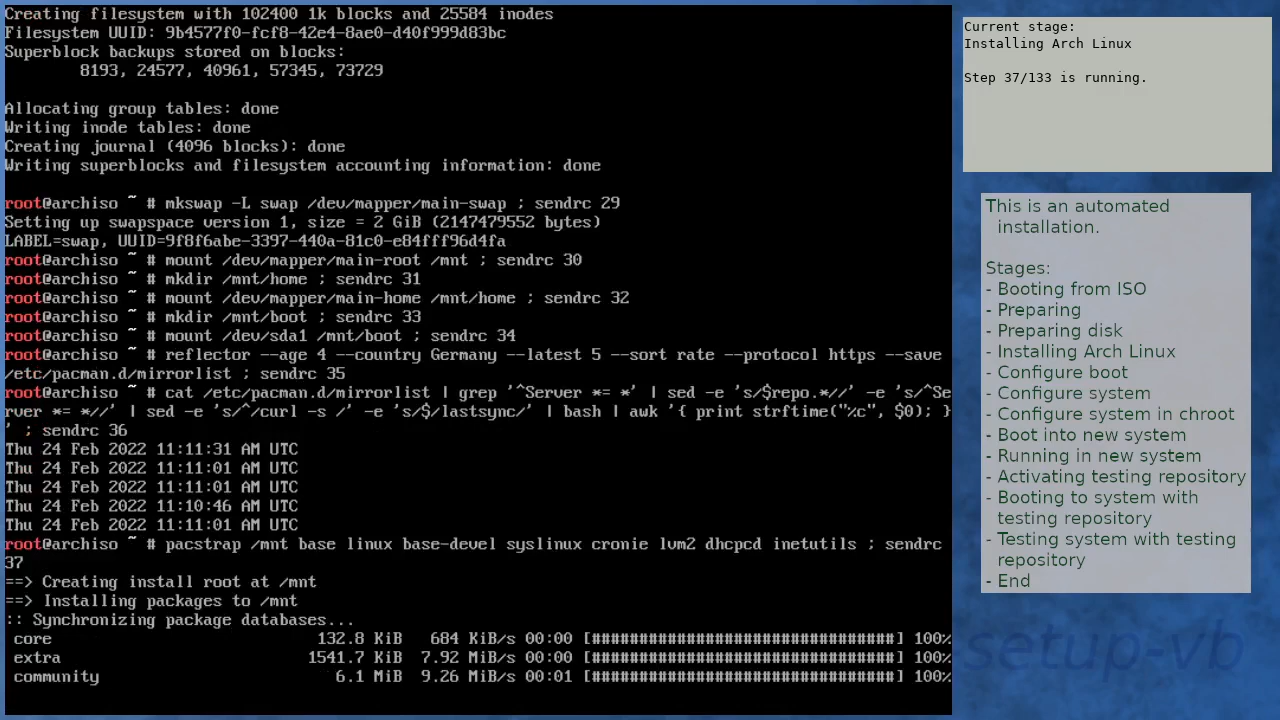 Creating filesystem with 102400 1k blocks and 25584 inodes
Filesystem UUID: 9b4577f0-fcf8-42e4-8ae0-d40f999d83bc
Superblock backups stored on blocks:
        8193, 24577, 40961, 57345, 73729
Allocating group tables: done
Writing inode tables: done
Creating journal (4096 blocks): done
Writing superblocks and filesystem accounting information: done
root@archiso ~ # mkswap -L swap /dev/mapper/main-swap ; sendrc 29
Setting up swapspace version 1, size = 2 GiB (2147479552 bytes)
LABEL=swap, UUID=9f8f6abe-3397-440a-81c0-e84fff96d4fa
root@archiso ~ # mount /dev/mapper/main-root /mnt ; sendrc 30
root@archiso ~ # mkdir /mnt/home ; sendrc 31
root@archiso ~ # mount /dev/mapper/main-home /mnt/home ; sendrc 32
root@archiso ~ # mkdir /mnt/boot ; sendrc 33
root@archiso ~ # mount /dev/sda1 /mnt/boot ; sendrc 34
root@archiso ~ # reflector --age 4 --country Germany --latest 5 --sort rate --protocol https --save
/etc/pacman.d/mirrorlist ; sendrc 35
root@archiso ~ # cat /etc/pacman.d/mirrorlist | grep '^Server *= *' | sed -e 's/$repo.*//' -e 's/^Se
rver *= *//' | sed -e 's/^/curl -s /' -e 's/$/lastsync/' | bash | awk '{ print strftime("%c", $0); }
' ; sendrc 36
Thu 24 Feb 2022 11:11:31 AM UTC
Thu 24 Feb 2022 11:11:01 AM UTC
Thu 24 Feb 2022 11:11:01 AM UTC
Thu 24 Feb 2022 11:10:46 AM UTC
Thu 24 Feb 2022 11:11:01 AM UTC
root@archiso ~ # pacstrap /mnt base linux base-devel syslinux cronie lvm2 dhcpcd inetutils ; sendrc
37
==> Creating install root at /mnt
==> Installing packages to /mnt
:: Synchronizing package databases...
 core 132.8 KiB 684 KiB/s 00:00 [################################] 100%
 extra 1541.7 KiB 7.92 MiB/s 00:00 [################################] 100%
 community 6.1 MiB 9.26 MiB/s 00:01 [################################] 100%
Current stage:
Installing Arch Linux
Step 37/133 is running.
This is an automated
installation.
Stages:
- Booting from ISO
- Preparing
- Preparing disk
- Installing Arch Linux
- Configure boot
- Configure system
- Configure system in chroot
- Boot into new system
- Running in new system
- Activating testing repository
- Booting to system with
testing repository
- Testing system with testing
repository
- End
setup-vb